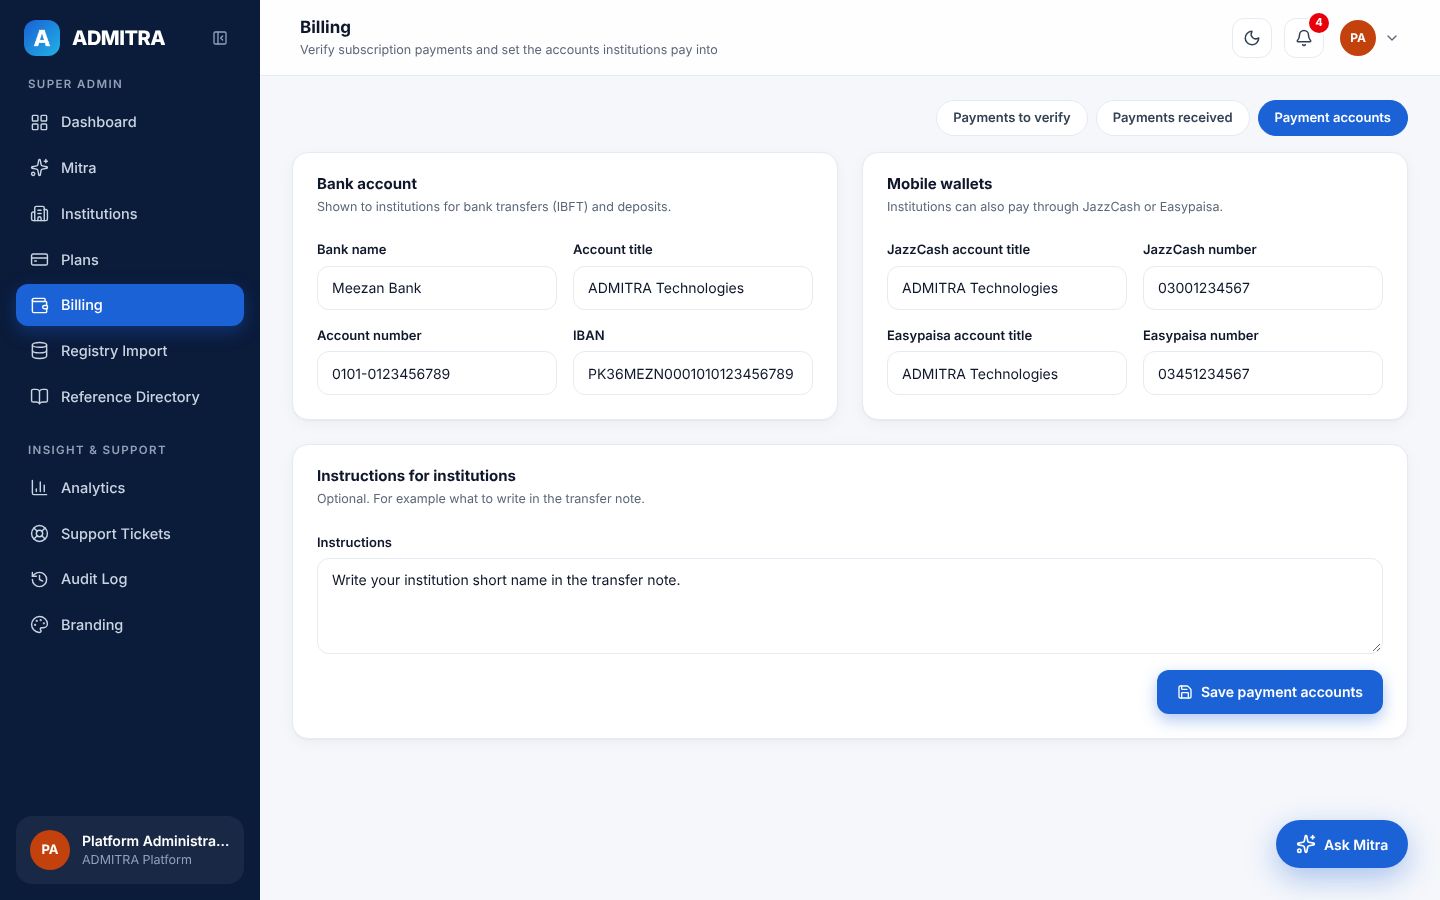 A ADMITRA
SUPER ADMIN
Dashboard
Mitra
Institutions
Plans
Billing
Registry Import
Reference Directory
INSIGHT & SUPPORT
Analytics
Support Tickets
Audit Log
Branding
PA
Platform Administra...
ADMITRA Platform
Billing
Verify subscription payments and set the accounts institutions pay into
4
PA
Payments to verify
Payments received
Payment accounts
Bank account
Shown to institutions for bank transfers (IBFT) and deposits.
Bank name
Account title
Meezan Bank
ADMITRA Technologies
Account number
IBAN
0101-0123456789
PK36MEZN0001010123456789
Mobile wallets
Institutions can also pay through JazzCash or Easypaisa.
JazzCash account title
JazzCash number
ADMITRA Technologies
03001234567
Easypaisa account title
Easypaisa number
ADMITRA Technologies
03451234567
Instructions for institutions
Optional. For example what to write in the transfer note.
Instructions
Write your institution short name in the transfer note.
Save payment accounts
Ask Mitra